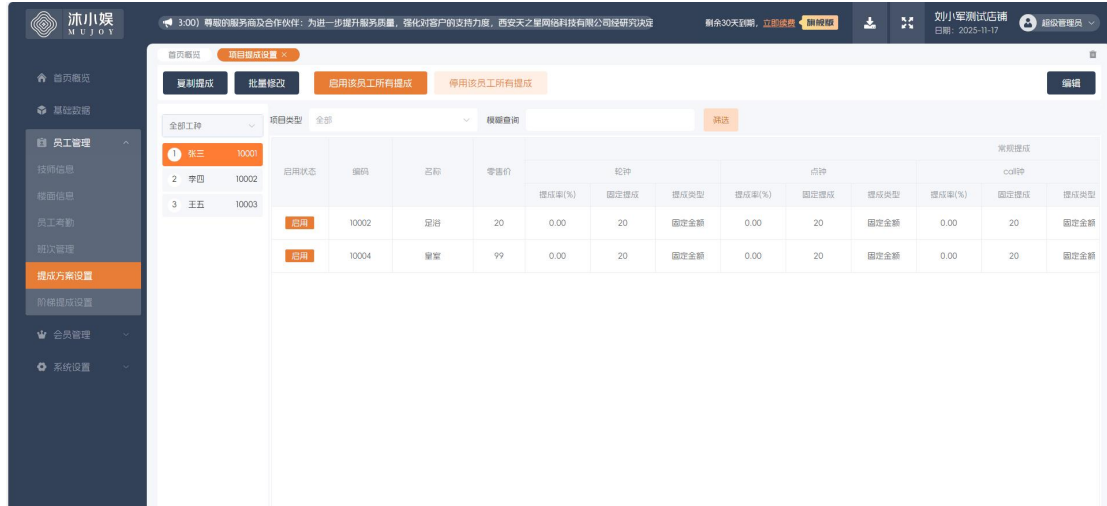 沐小娱
MUJOY
3:00）尊敬的服务商及合作伙伴：为进一步提升服务质量，强化对客户的支持力度，西安天之星网络科技有限公司经研究决定
剩余30天到期, 立即续费 旗舰版
刘小军测试店铺
日期: 2025-11-17
超级管理员
首页概览
项目提成设置 ×
首页概览
基础数据
员工管理
技师信息
楼面信息
员工考勤
班次管理
提成方案设置
阶梯提成设置
会员管理
系统设置
复制提成 批量修改 启用该员工所有提成 停用该员工所有提成 编辑
全部工种
1 张三 10001
2 李四 10002
3 王五 10003
项目类型 全部 模糊查询 筛选
常规提成
启用状态 编码 名称 零售价 轮钟 点钟 call钟
提成率(%) 固定提成 提成类型 提成率(%) 固定提成 提成类型 提成率(%) 固定提成 提成类型
启用 10002 足浴 20 0.00 20 固定金额 0.00 20 固定金额 0.00 20 固定金额
启用 10004 皇室 99 0.00 20 固定金额 0.00 20 固定金额 0.00 20 固定金额